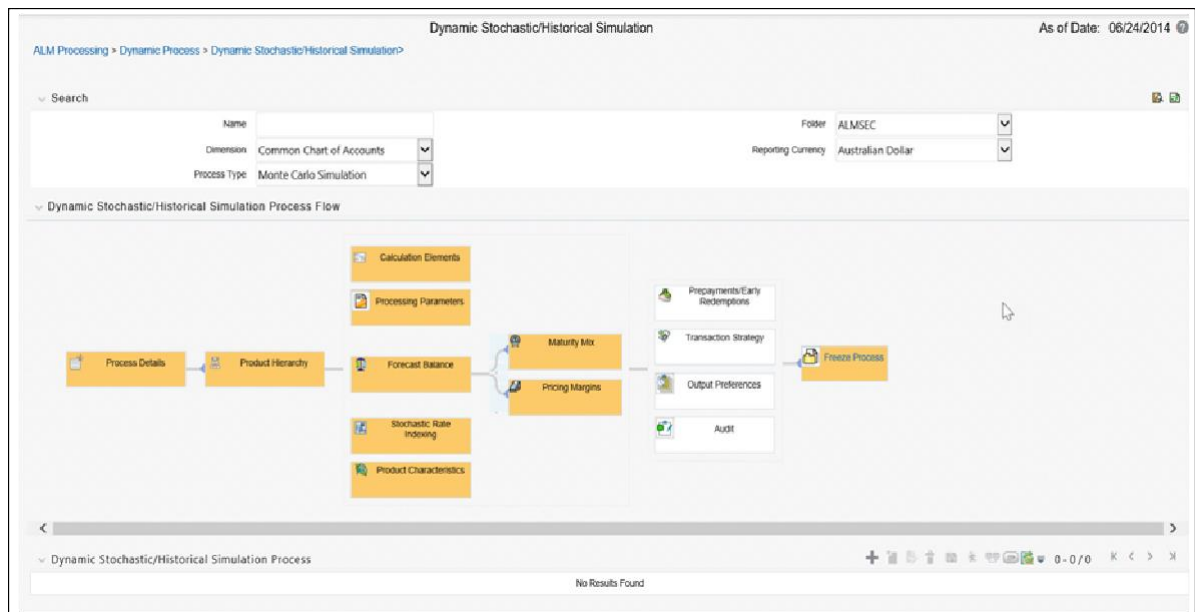 Dynamic Stochastic/Historical Simulation
As of Date: 06/24/2014
ALM Processing > Dynamic Process > Dynamic Stochastic/Historical Simulation>
Search
Name
Folder ALMSEC
Dimension Common Chart of Accounts
Reporting Currency Australian Dollar
Process Type Monte Carlo Simulation
Dynamic Stochastic/Historical Simulation Process Flow
Calculation Elements
Processing Parameters
Process Details
Product Hierarchy
Forecast Balance
Stochastic Rate
Indexing
Product Characteristics
Maturity Mix
Pricing Margins
Prepayments/Early
Redemptions
Transaction Strategy
Output Preferences
Audit
Freeze Process
Dynamic Stochastic/Historical Simulation Process
0-0/0
No Results Found